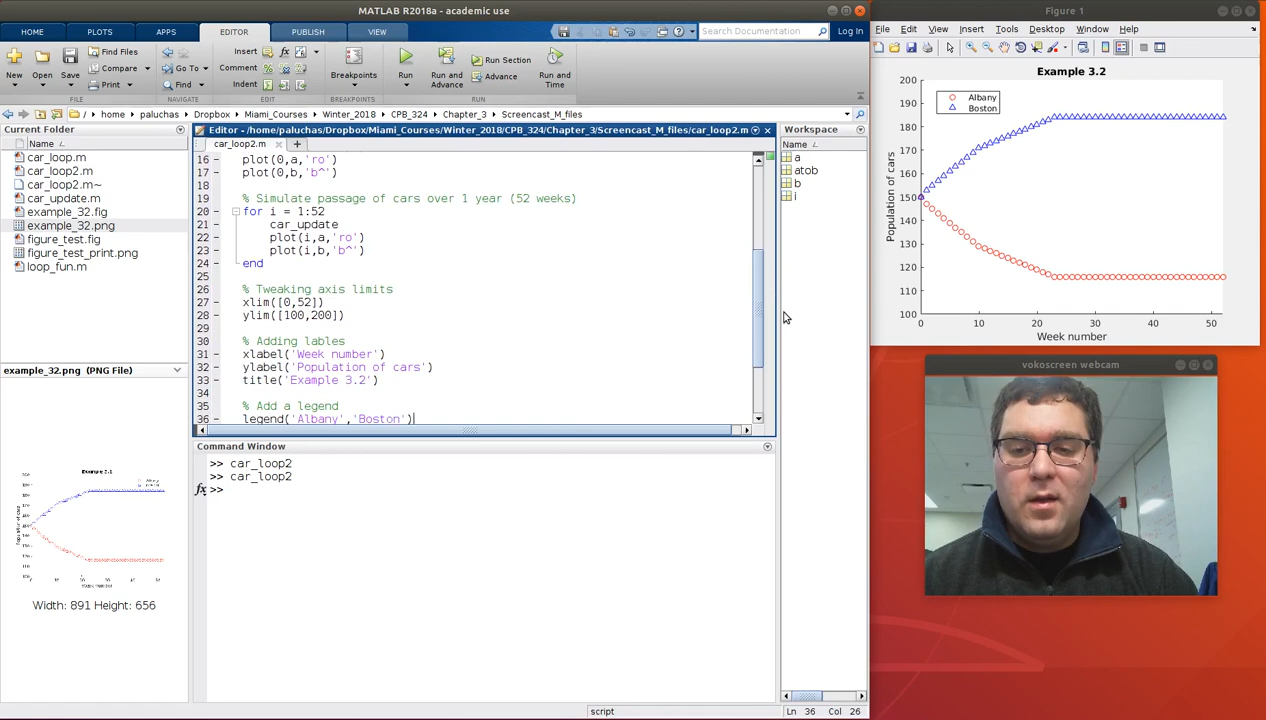 MATLAB R2018a - academic use
HOME PLOTS APPS EDITOR PUBLISH VIEW Search Documentation Log In
New Open Save Find Files Compare Print Go To Find Insert Comment Indent Breakpoints Run Run and Advance Run Section Advance Run and Time
FILE NAVIGATE EDIT BREAKPOINTS RUN
/ home paluchas Dropbox Miami_Courses Winter_2018 CPB_324 Chapter_3 Screencast_M_files
Current Folder
Name
car_loop.m
car_loop2.m
car_loop2.m~
car_update.m
example_32.fig
example_32.png
figure_test.fig
figure_test_print.png
loop_fun.m
example_32.png (PNG File)
Width: 891 Height: 656
Editor - /home/paluchas/Dropbox/Miami_Courses/Winter_2018/CPB_324/Chapter_3/Screencast_M_files/car_loop2.m
car_loop2.m
16 plot(0,a,'ro')
17 plot(0,b,'b^')
18
19 % Simulate passage of cars over 1 year (52 weeks)
20 for i = 1:52
21 car_update
22 plot(i,a,'ro')
23 plot(i,b,'b^')
24 end
25
26 % Tweaking axis limits
27 xlim([0,52])
28 ylim([100,200])
29
30 % Adding lables
31 xlabel('Week number')
32 ylabel('Population of cars')
33 title('Example 3.2')
34
35 % Add a legend
36 legend('Albany','Boston')
Command Window
>> car_loop2
>> car_loop2
fx >>
script Ln 36 Col 26
Workspace
Name
a
atob
b
i
Figure 1
File Edit View Insert Tools Desktop Window Help
Example 3.2
Albany
Boston
200
190
180
170
160
150
140
130
120
110
100
Population of cars
0 10 20 30 40 50
Week number
vokoscreen webcam